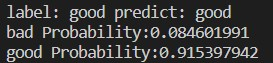 label: good predict: good
bad Probability:0.084601991
good Probability:0.915397942